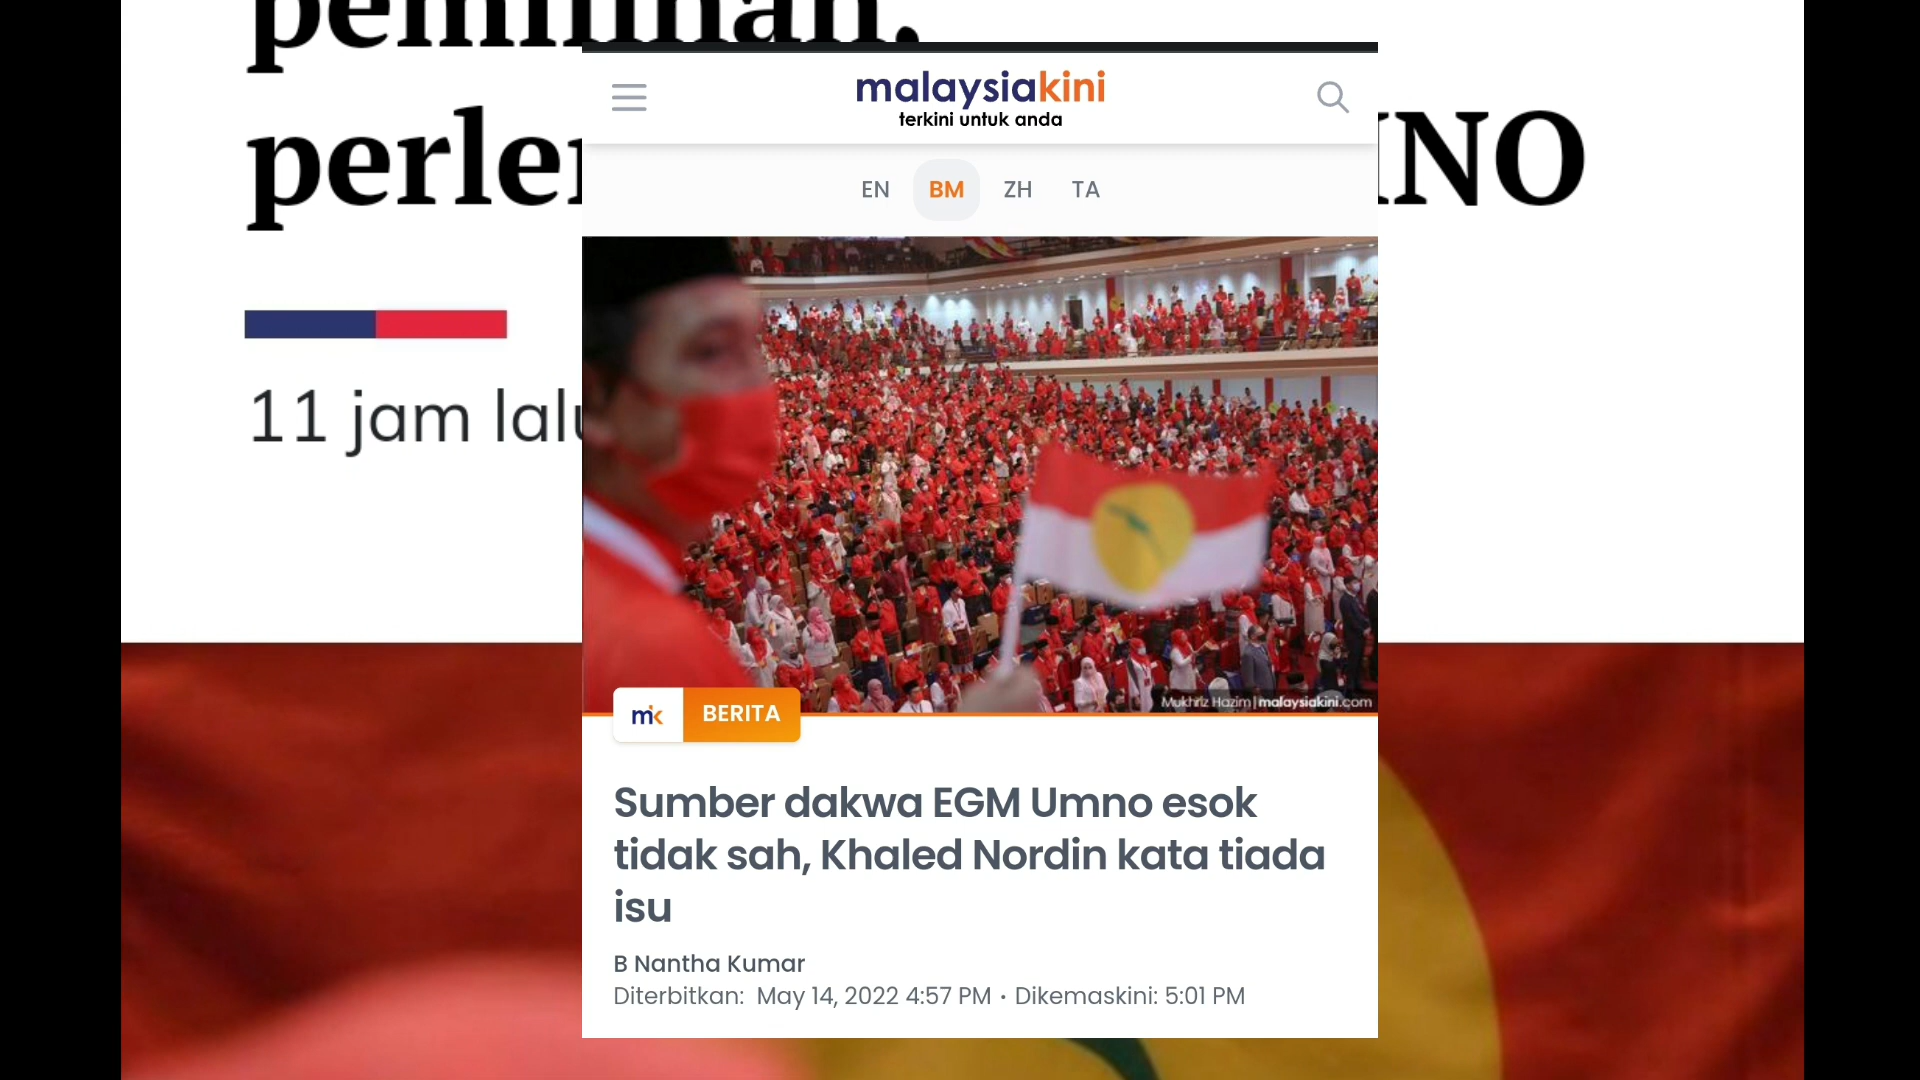 pemilihan,
malaysiakini
terkini untuk anda
EN BM ZH TA
NO
11 jam lalu
Mukhriz Hazim | malaysiakini.com
mk BERITA
Sumber dakwa EGM Umno esok
tidak sah, Khaled Nordin kata tiada
isu
B Nantha Kumar
Diterbitkan: May 14, 2022 4:57 PM • Dikemaskini: 5:01 PM